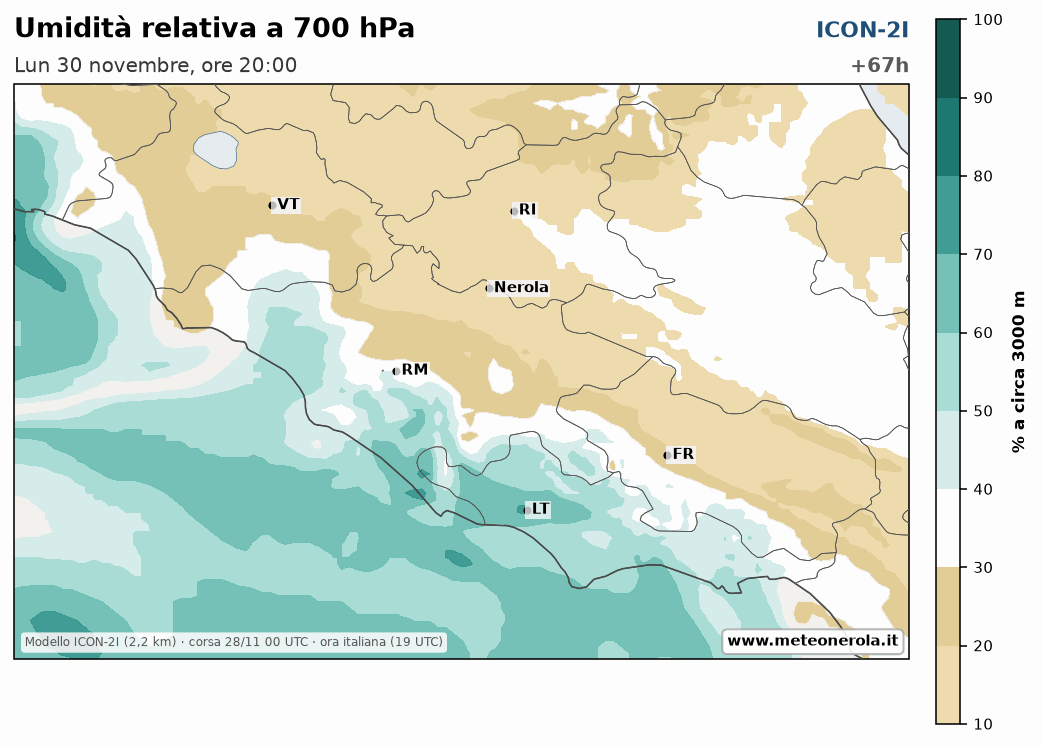 Umidità relativa a 700 hPa
ICON-2I
Lun 30 novembre, ore 20:00
+67h
100
90
80
70
60
50
40
30
20
10
% a circa 3000 m
VT
RI
Nerola
RM
FR
LT
Modello ICON-2I (2,2 km) · corsa 28/11 00 UTC · ora italiana (19 UTC)
www.meteonerola.it